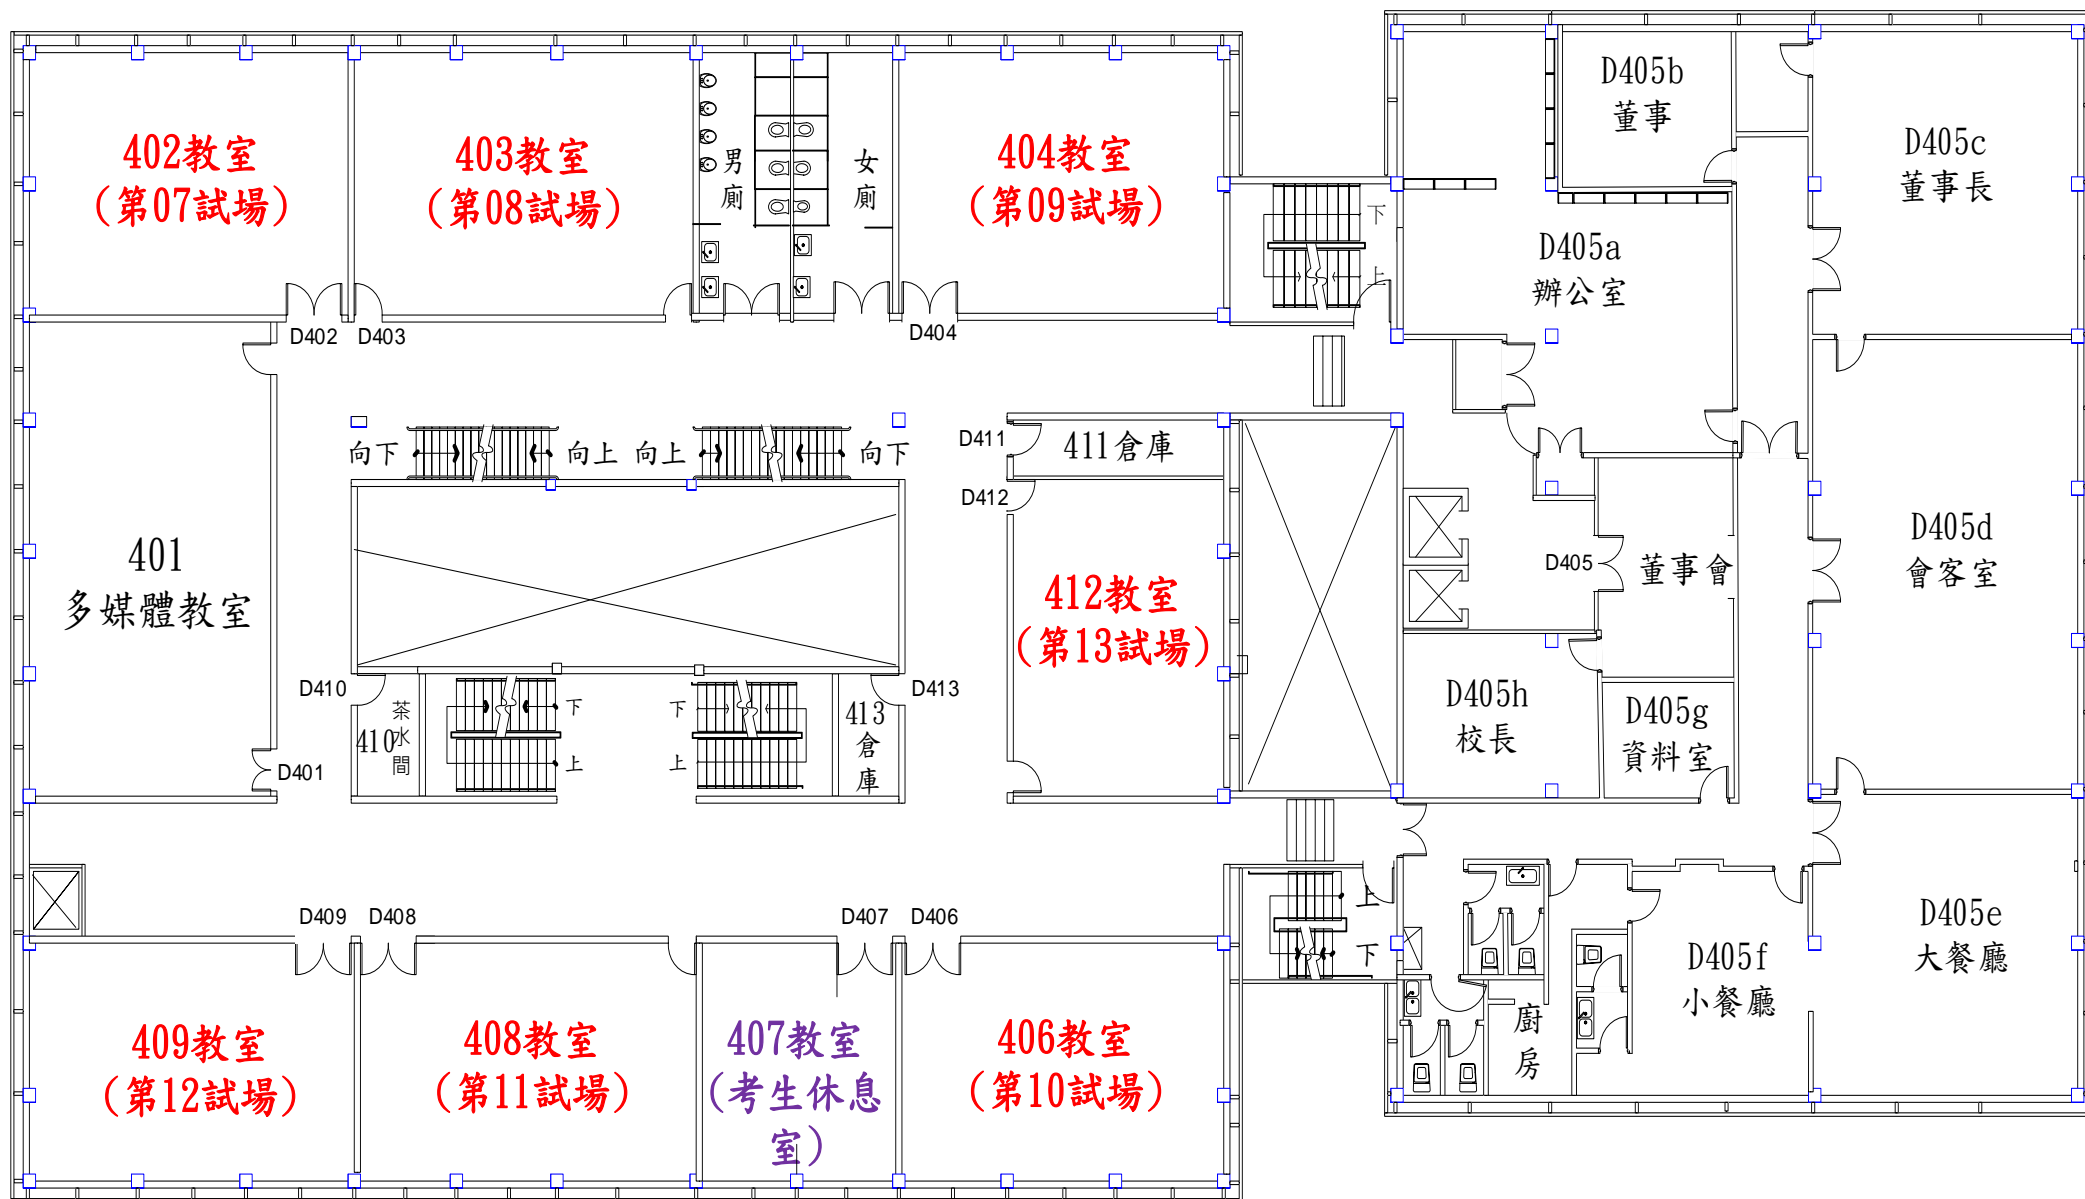 402教室
(第07試場)
403教室
(第08試場)
男廁
女廁
404教室
(第09試場)
下
上
D405b
董事
D405c
董事長
D405a
辦公室
D402
D403
D404
向下
向上
向上
向下
D411
411倉庫
D412
401
多媒體教室
412教室
(第13試場)
D405
董事會
D405d
會客室
D410
410
茶水間
下
上
下
上
413
倉庫
D413
D401
D405h
校長
D405g
資料室
D409
D408
D407
D406
上
下
409教室
(第12試場)
408教室
(第11試場)
407教室
(考生休息
室)
406教室
(第10試場)
廚房
D405f
小餐廳
D405e
大餐廳